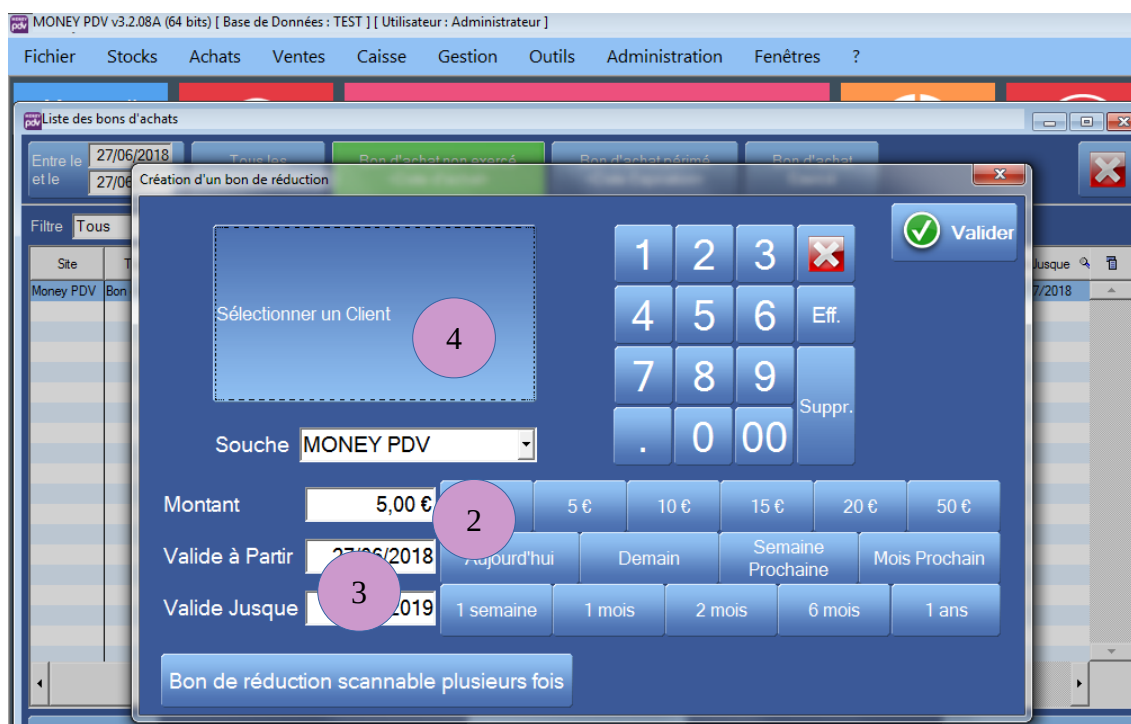 MONEY PDV v3.2.08A (64 bits) [ Base de Données : TEST ] [ Utilisateur : Administrateur ]
Fichier Stocks Achats Ventes Caisse Gestion Outils Administration Fenêtres ?
Liste des bons d'achats
Entre le 27/06/2018 Tous les Bon d'achat non exercé Bon d'achat périmé Bon d'achat
et le 27/06
Création d'un bon de réduction
Filtre Tous
Valider
Site T Jusque
Money PDV Bon 7/2018
1 2 3
Sélectionner un Client 4
4 5 6 Eff.
7 8 9
Suppr.
. 0 00
Souche MONEY PDV
Montant 5,00 € 2 5 € 10 € 15 € 20 € 50 €
Valide à Partir 27/06/2018 Aujourd'hui Demain Semaine Prochaine Mois Prochain
3
Valide Jusque 2019 1 semaine 1 mois 2 mois 6 mois 1 ans
Bon de réduction scannable plusieurs fois